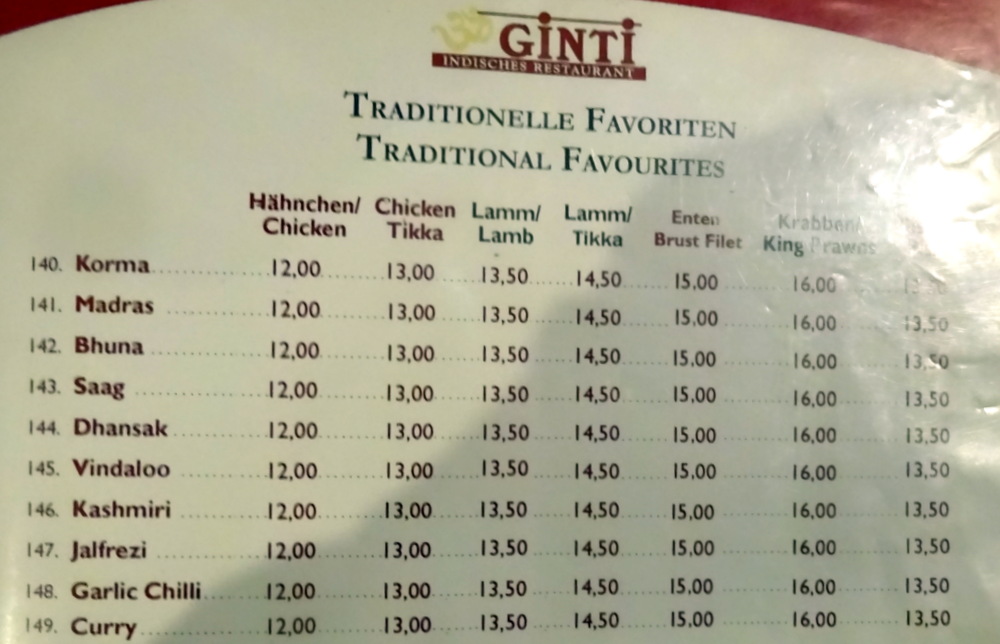 GINTI
INDISCHES RESTAURANT
TRADITIONELLE FAVORITEN
TRADITIONAL FAVOURITES
Hähnchen/ Chicken Lamm/ Lamm/ Enten Krabben/
Chicken Tikka Lamb Tikka Brust Filet King Prawns
140. Korma 12,00 13,00 13,50 14,50 15,00 16,00
141. Madras 12,00 13,00 13,50 14,50 15,00 16,00 13,50
142. Bhuna 12,00 13,00 13,50 14,50 15,00 16,00 13,50
143. Saag 12,00 13,00 13,50 14,50 15,00 16,00 13,50
144. Dhansak 12,00 13,00 13,50 14,50 15,00 16,00 13,50
145. Vindaloo 12,00 13,00 13,50 14,50 15,00 16,00 13,50
146. Kashmiri 12,00 13,00 13,50 14,50 15,00 16,00 13,50
147. Jalfrezi 12,00 13,00 13,50 14,50 15,00 16,00 13,50
148. Garlic Chilli 12,00 13,00 13,50 14,50 15,00 16,00 13,50
149. Curry 12,00 13,00 13,50 14,50 15,00 16,00 13,50